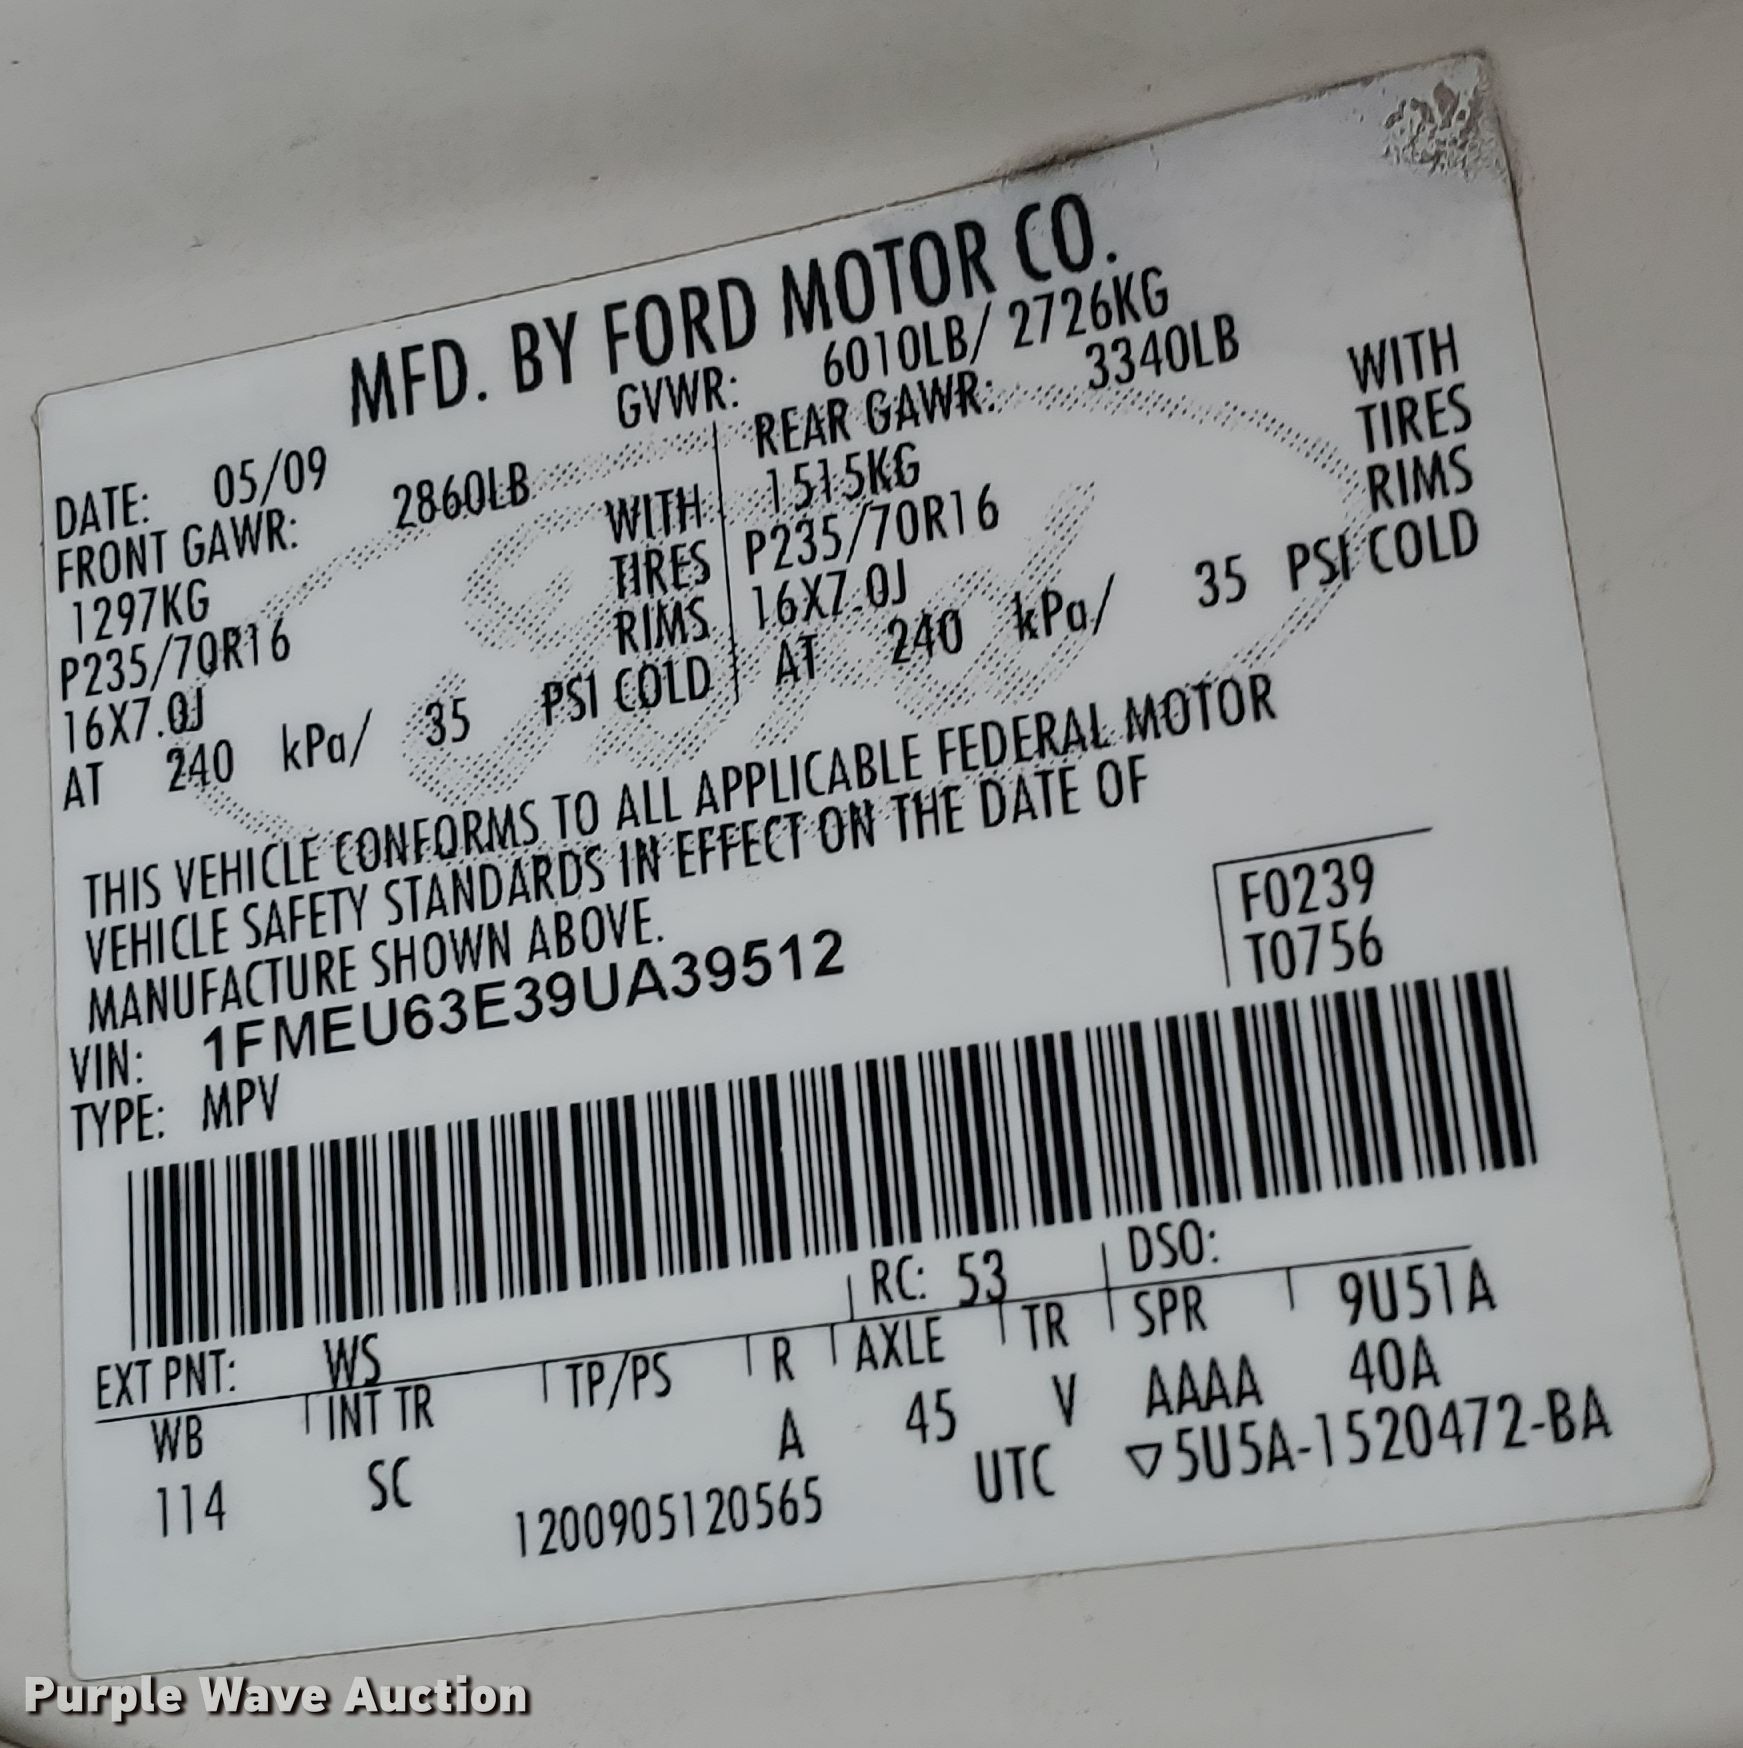 MFD. BY FORD MOTOR CO.
DATE: 05/09 GVWR: 6010LB/ 2726KG
FRONT GAWR: 2860LB
1297KG WITH
P235/70R16 TIRES
16X7.0J RIMS
AT 240 kPa/ 35 PSI COLD
REAR GAWR: 3340LB
1515KG WITH
P235/70R16 TIRES
16X7.0J RIMS
AT 240 kPa/ 35 PSI COLD
THIS VEHICLE CONFORMS TO ALL APPLICABLE FEDERAL MOTOR
VEHICLE SAFETY STANDARDS IN EFFECT ON THE DATE OF
MANUFACTURE SHOWN ABOVE.
VIN: 1FMEU63E39UA39512
TYPE: MPV
F0239
T0756
EXT PNT: WS RC: 53 DSO:
WB INT TR TP/PS R AXLE TR SPR 9U51A
114 SC A 45 V AAAA 40A
1200905120565 UTC ▽5U5A-1520472-BA
Purple Wave Auction